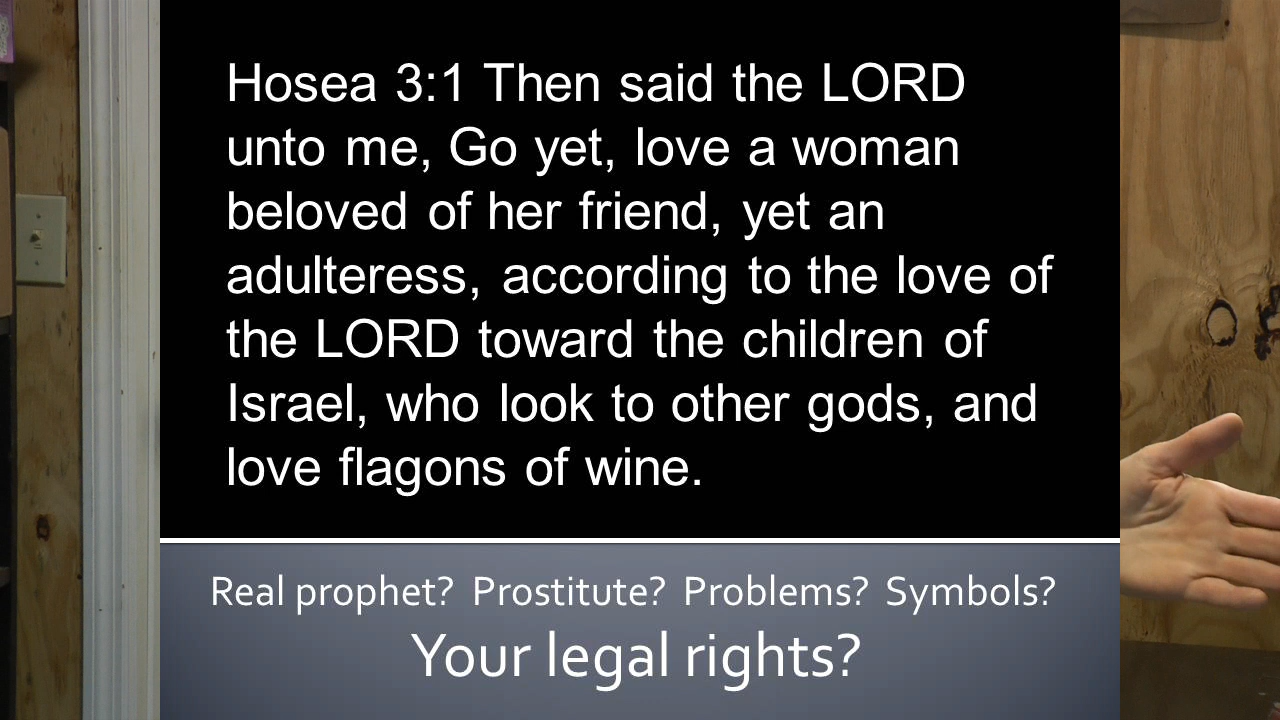 Hosea 3:1 Then said the LORD
unto me, Go yet, love a woman
beloved of her friend, yet an
adulteress, according to the love of
the LORD toward the children of
Israel, who look to other gods, and
love flagons of wine.
Real prophet?  Prostitute?  Problems?  Symbols?
Your legal rights?